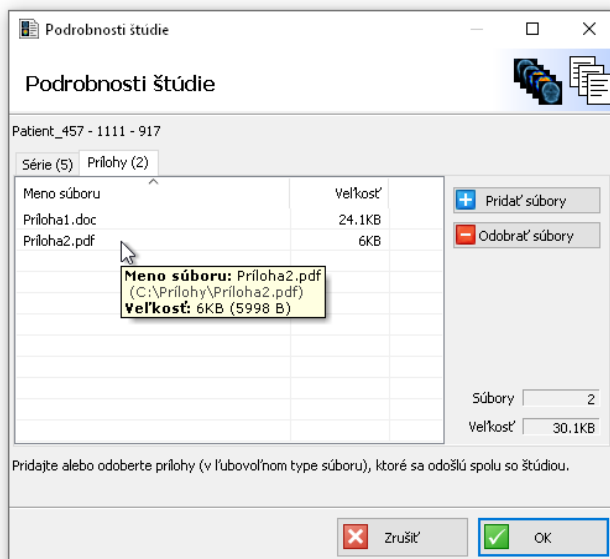 Podrobnosti štúdie
Podrobnosti štúdie
Patient_457 - 1111 - 917
Série (5) Prílohy (2)
Meno súboru Veľkosť
Príloha1.doc 24.1KB
Príloha2.pdf 6KB
Meno súboru: Príloha2.pdf
(C:\Prílohy\Príloha2.pdf)
Veľkosť: 6KB (5998 B)
Pridať súbory
Odobrať súbory
Súbory 2
Veľkosť 30.1KB
Pridajte alebo odoberte prílohy (v ľubovoľnom type súboru), ktoré sa odošlú spolu so štúdiou.
Zrušiť OK